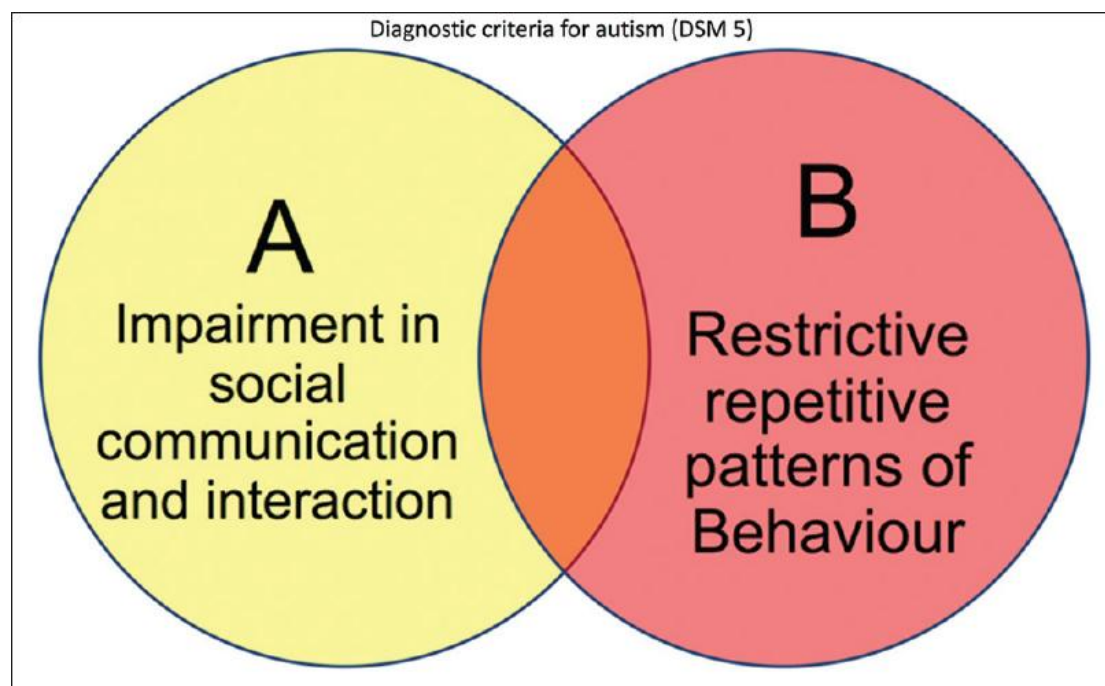 Diagnostic criteria for autism (DSM 5)
A
Impairment in
social
communication
and interaction
B
Restrictive
repetitive
patterns of
Behaviour